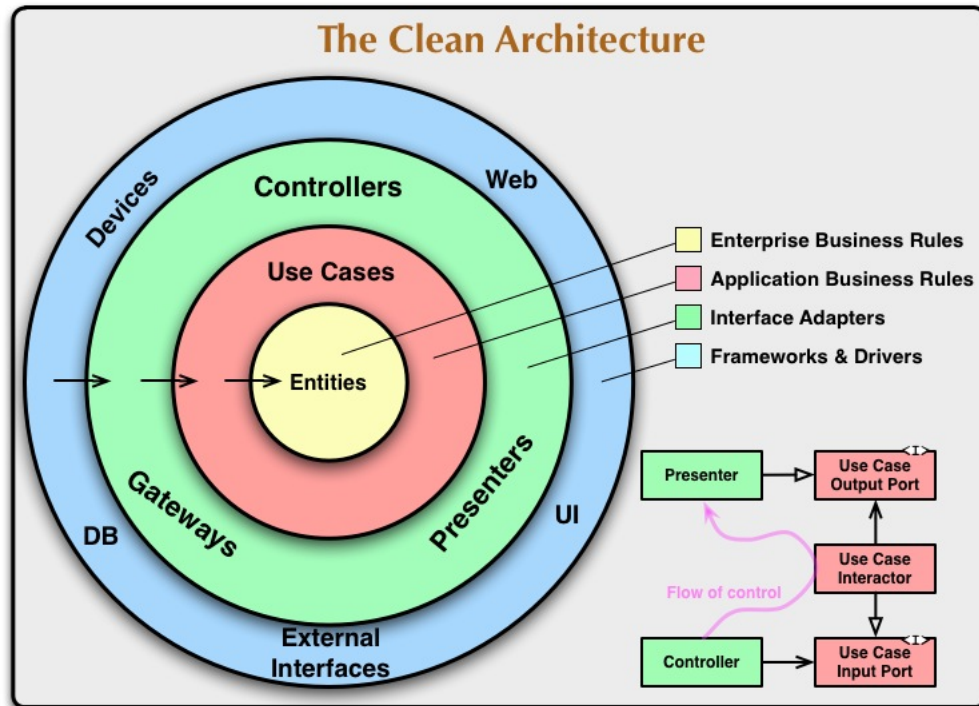 The Clean Architecture
Devices
Web
Controllers
Use Cases
Entities
Gateways
Presenters
DB
UI
External
Interfaces
Enterprise Business Rules
Application Business Rules
Interface Adapters
Frameworks & Drivers
Presenter
<I>
Use Case
Output Port
Use Case
Interactor
Flow of control
Controller
<I>
Use Case
Input Port